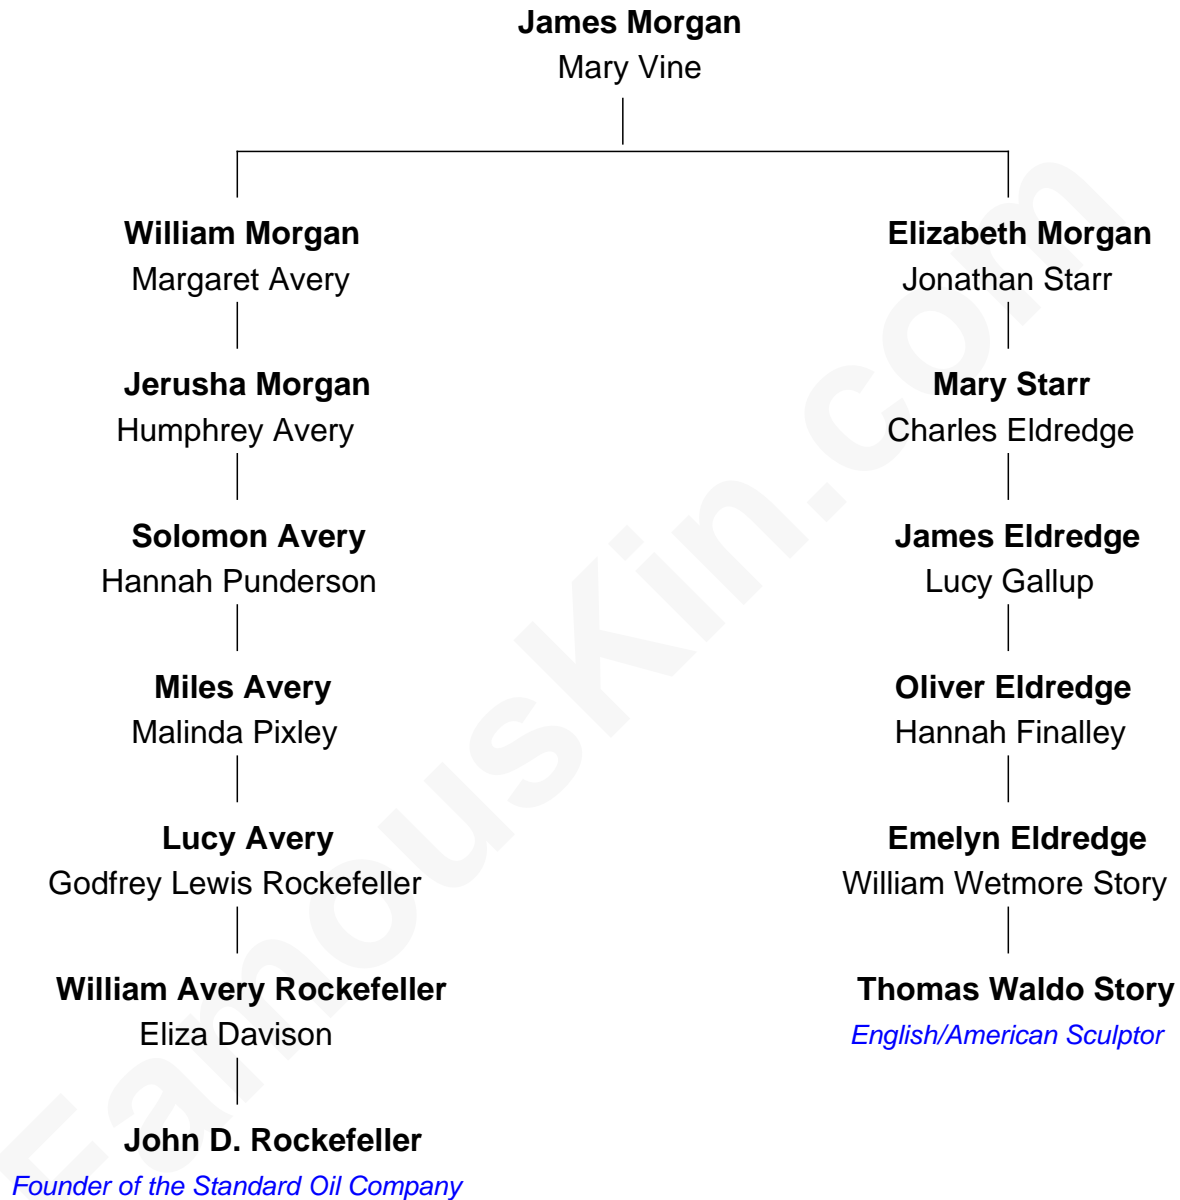 James Morgan
Mary Vine
William Morgan
Margaret Avery
Elizabeth Morgan
Jonathan Starr
Jerusha Morgan
Humphrey Avery
Mary Starr
Charles Eldredge
Solomon Avery
Hannah Punderson
James Eldredge
Lucy Gallup
Miles Avery
Malinda Pixley
Oliver Eldredge
Hannah Finalley
Lucy Avery
Godfrey Lewis Rockefeller
Emelyn Eldredge
William Wetmore Story
William Avery Rockefeller
Eliza Davison
Thomas Waldo Story
English/American Sculptor
John D. Rockefeller
Founder of the Standard Oil Company
FamousKin.com